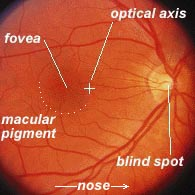 optical axis
fovea
macular
pigment
blind spot
nose